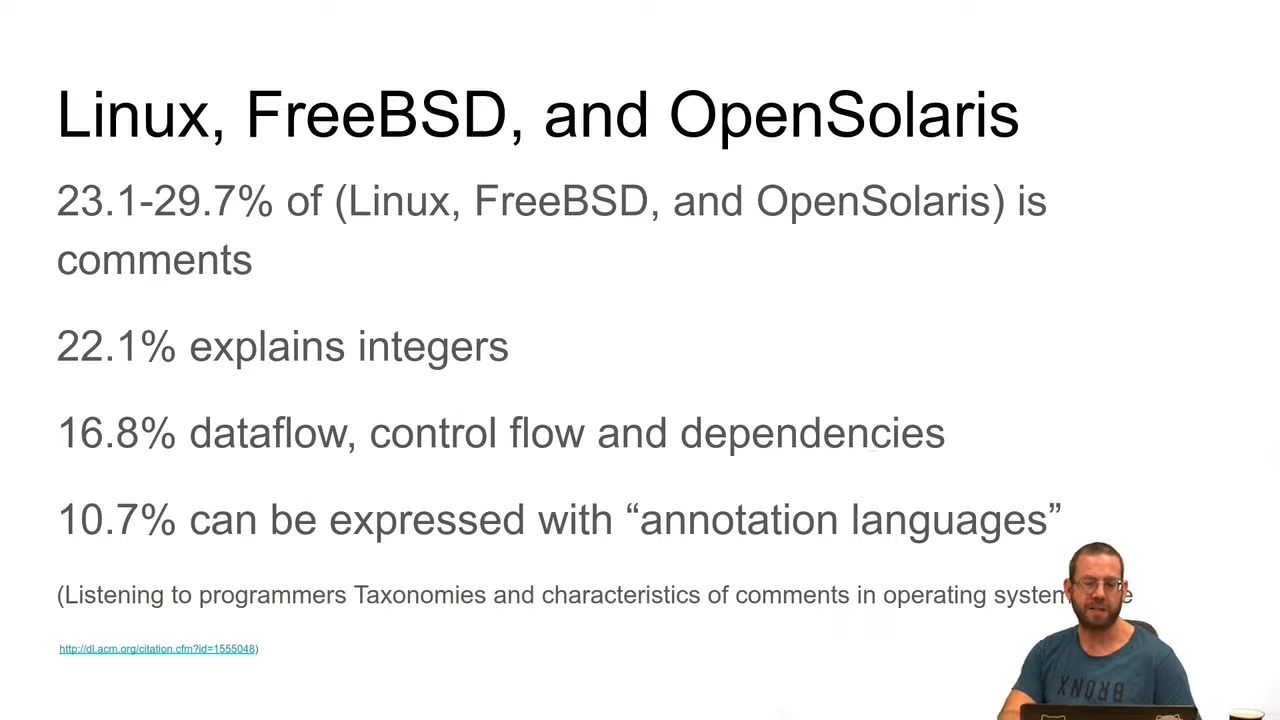 Linux, FreeBSD, and OpenSolaris
23.1-29.7% of (Linux, FreeBSD, and OpenSolaris) is
comments
22.1% explains integers
16.8% dataflow, control flow and dependencies
10.7% can be expressed with “annotation languages”
(Listening to programmers Taxonomies and characteristics of comments in operating system
http://dl.acm.org/citation.cfm?id=1555048)
BRONX